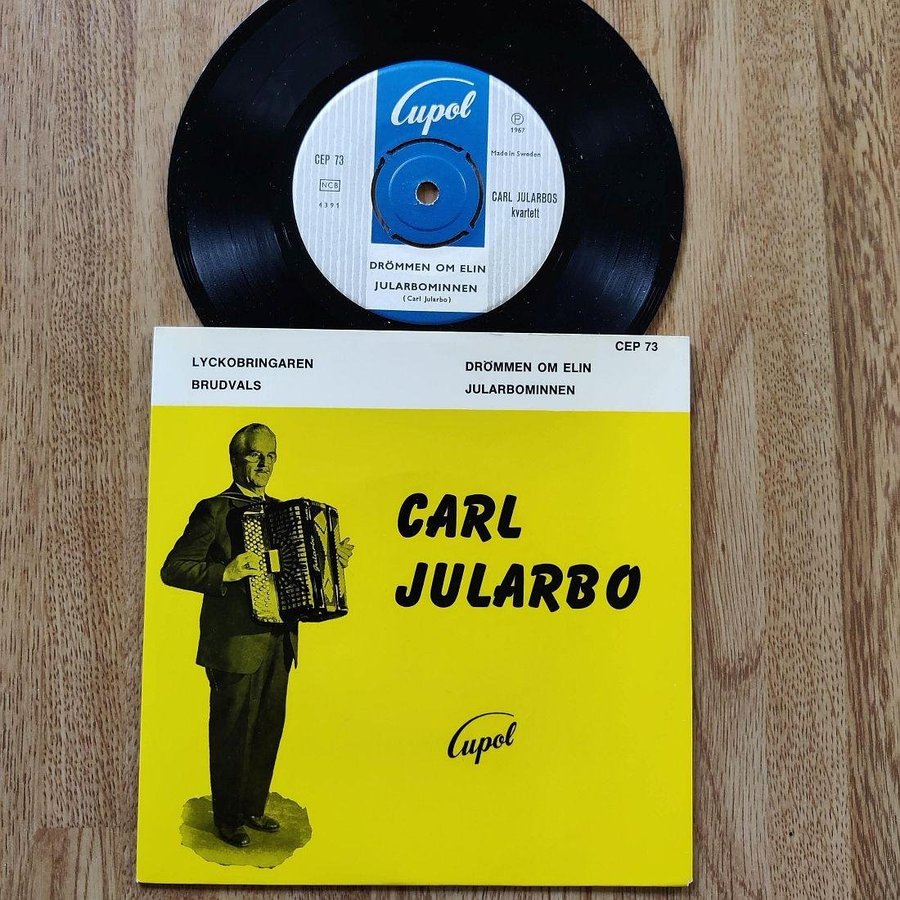 Cupol
CEP 73
NCB
4391
℗
1967
Made in Sweden
CARL JULARBOS
kvartett
DRÖMMEN OM ELIN
JULARBOMINNEN
(Carl Jularbo)
CEP 73
LYCKOBRINGAREN
BRUDVALS
DRÖMMEN OM ELIN
JULARBOMINNEN
CARL
JULARBO
Jularbo
Cupol